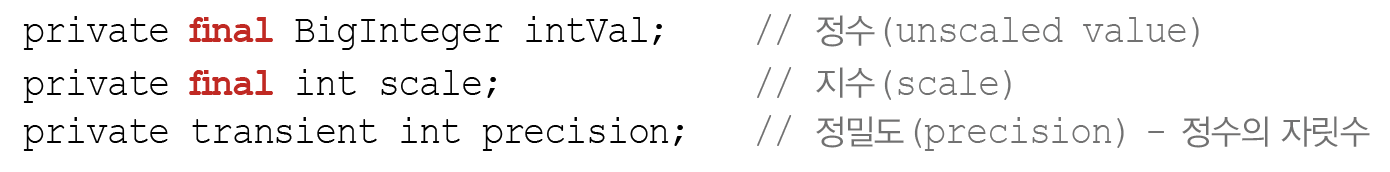 private final BigInteger intVal; // 정수(unscaled value)
private final int scale; // 지수(scale)
private transient int precision; // 정밀도(precision) - 정수의 자릿수